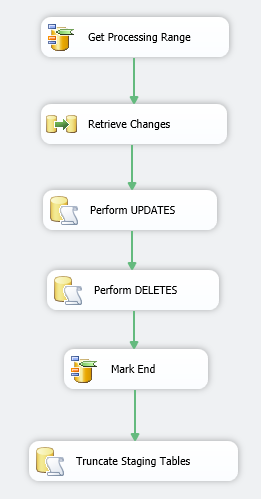 Get Processing Range
Retrieve Changes
Perform UPDATES
Perform DELETES
Mark End
Truncate Staging Tables